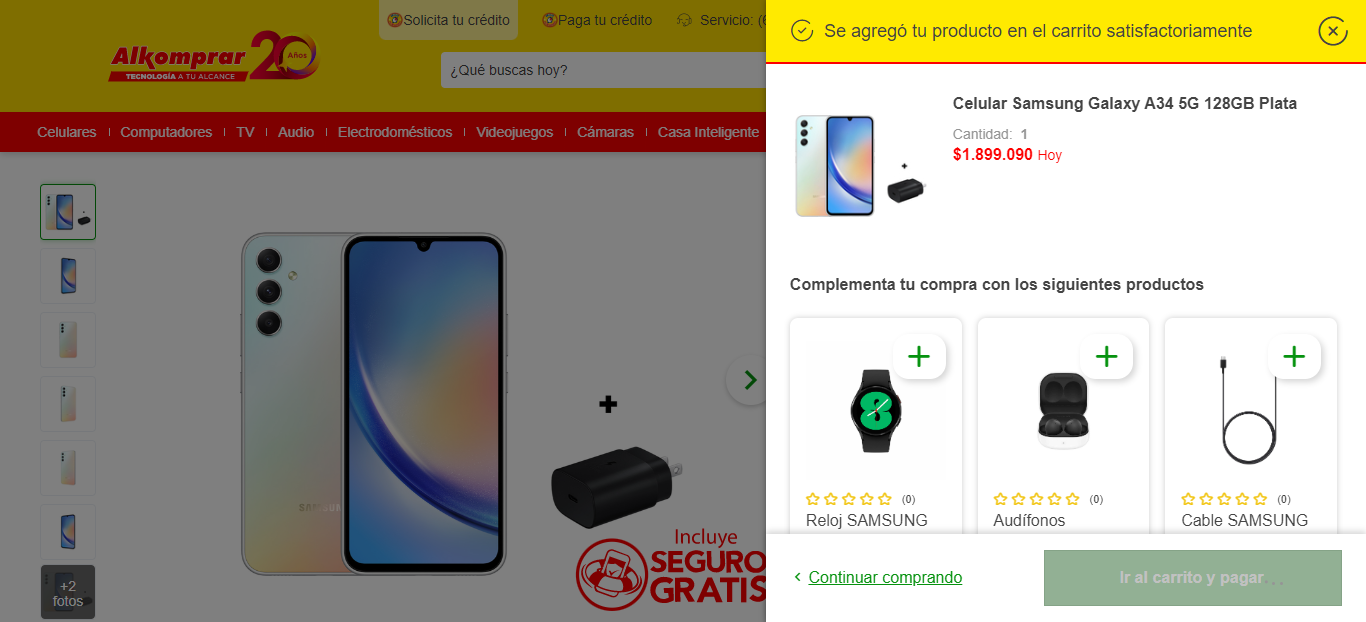 Solicita tu crédito
Paga tu crédito
Servicio: (6
Alkomprar 20 Años
TECNOLOGÍA A TU ALCANCE
¿Qué buscas hoy?
Celulares
Computadores
TV
Audio
Electrodomésticos
Videojuegos
Cámaras
Casa Inteligente
SAMSUNG
Incluye
SEGURO
GRATIS
+2
fotos
Se agregó tu producto en el carrito satisfactoriamente
Celular Samsung Galaxy A34 5G 128GB Plata
Cantidad: 1
$1.899.090 Hoy
Complementa tu compra con los siguientes productos
(0)
Reloj SAMSUNG
(0)
Audífonos
(0)
Cable SAMSUNG
Continuar comprando
Ir al carrito y pagar...